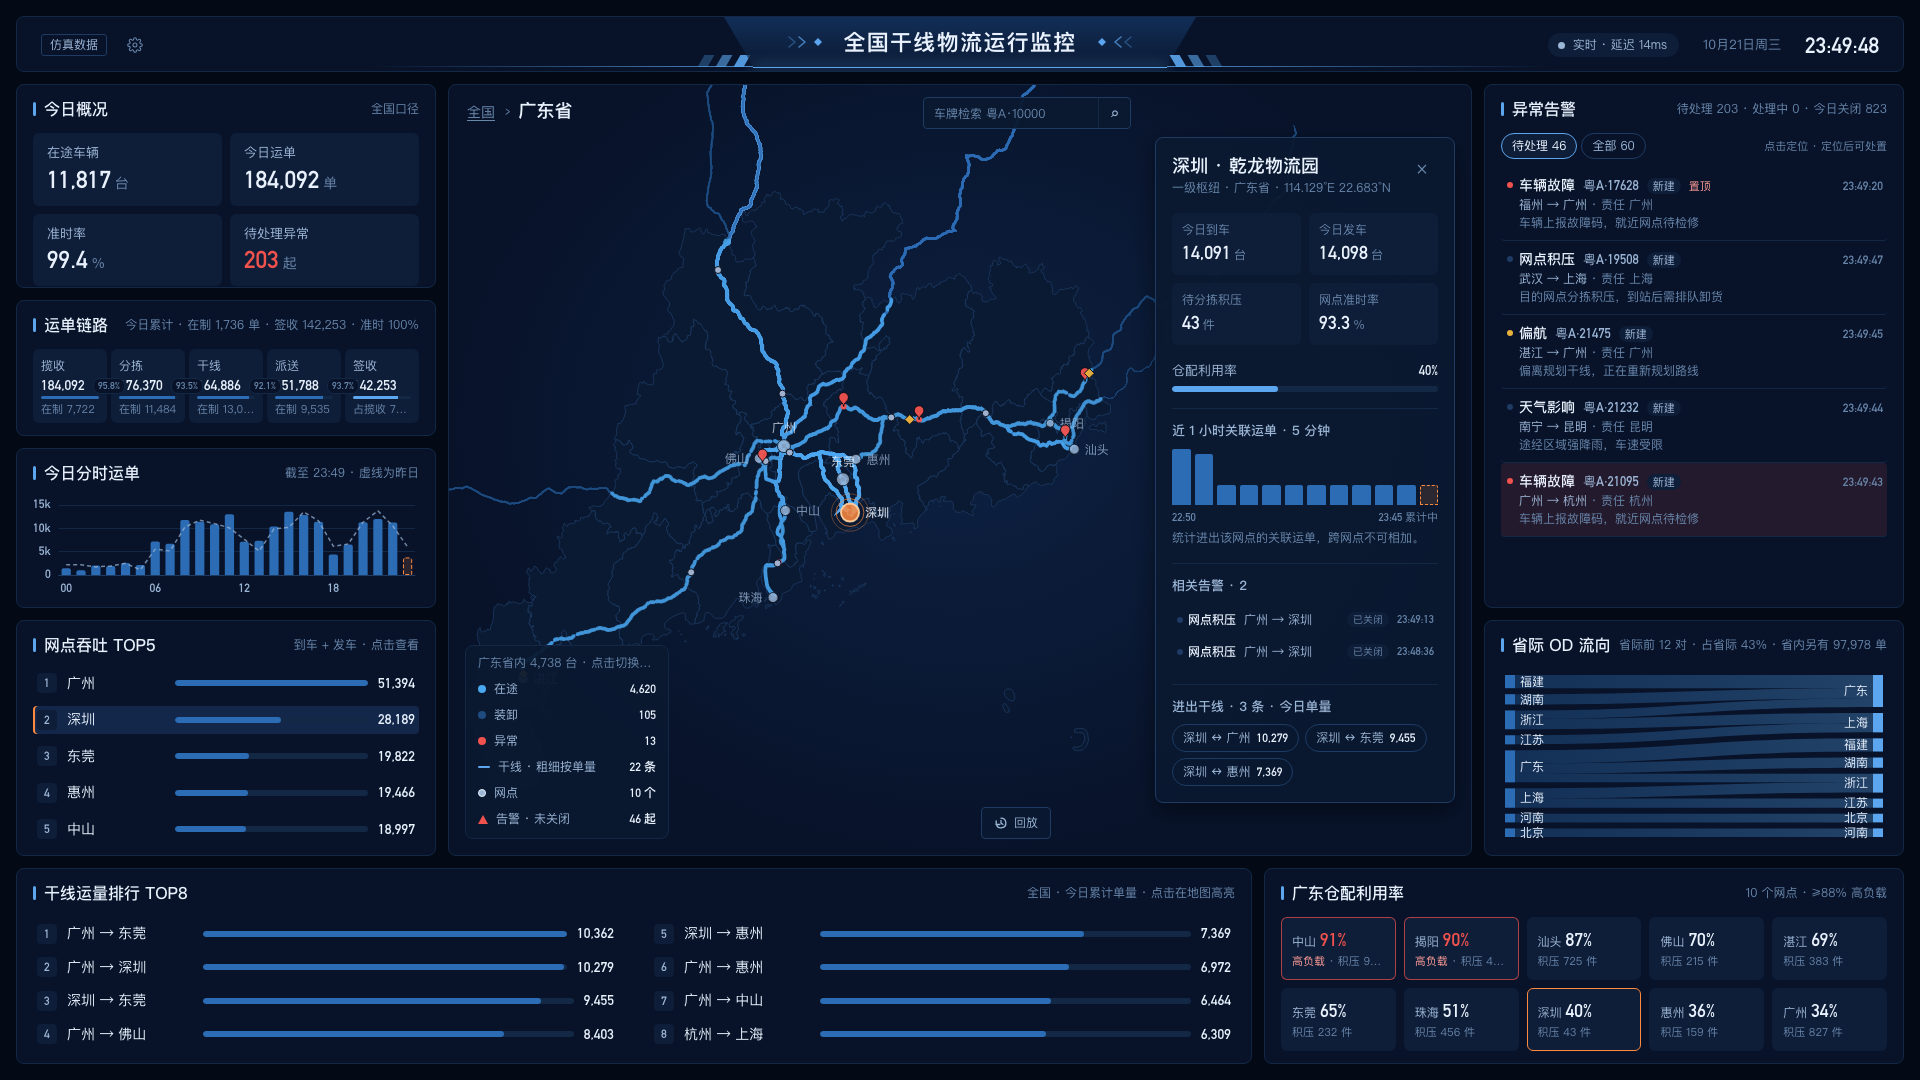 仿真数据
全国干线物流运行监控
实时 · 延迟 14ms
10月21日周三
23:49:48
今日概况
全国口径
在途车辆
11,817 台
今日运单
184,092 单
准时率
99.4 %
待处理异常
203 起
运单链路
今日累计 · 在制 1,736 单 · 签收 142,253 · 准时 100%
揽收
184,092
在制 7,722
95.8%
分拣
76,370
在制 11,484
93.5%
干线
64,886
在制 13,0...
92.1%
派送
51,788
在制 9,535
93.7%
签收
42,253
占揽收 7...
今日分时运单
截至 23:49 · 虚线为昨日
15k
10k
5k
0
00
06
12
18
网点吞吐 TOP5
到车 + 发车 · 点击查看
1 广州 51,394
2 深圳 28,189
3 东莞 19,822
4 惠州 19,466
5 中山 18,997
全国 › 广东省
车牌检索 粤A·10000
广州
佛山
东莞
惠州
中山
深圳
珠海
揭阳
汕头
广东省内 4,738 台 · 点击切换...
在途 4,620
装卸 105
异常 13
干线 · 粗细按单量 22 条
网点 10 个
告警 · 未关闭 46 起
回放
深圳 · 乾龙物流园
一级枢纽 · 广东省 · 114.129°E 22.683°N
今日到车
14,091 台
今日发车
14,098 台
待分拣积压
43 件
网点准时率
93.3 %
仓配利用率 40%
近 1 小时关联运单 · 5 分钟
22:50
23:45 累计中
统计进出该网点的关联运单，跨网点不可相加。
相关告警 · 2
网点积压 广州 → 深圳 已关闭 23:49:13
网点积压 广州 → 深圳 已关闭 23:48:36
进出干线 · 3 条 · 今日单量
深圳 ↔ 广州 10,279
深圳 ↔ 东莞 9,455
深圳 ↔ 惠州 7,369
异常告警
待处理 203 · 处理中 0 · 今日关闭 823
待处理 46
全部 60
点击定位 · 定位后可处置
车辆故障 粤A·17628 新建 置顶 23:49:20
福州 → 广州 · 责任 广州
车辆上报故障码，就近网点待检修
网点积压 粤A·19508 新建 23:49:47
武汉 → 上海 · 责任 上海
目的网点分拣积压，到站后需排队卸货
偏航 粤A·21475 新建 23:49:45
湛江 → 广州 · 责任 广州
偏离规划干线，正在重新规划路线
天气影响 粤A·21232 新建 23:49:44
南宁 → 昆明 · 责任 昆明
途经区域强降雨，车速受限
车辆故障 粤A·21095 新建 23:49:43
广州 → 杭州 · 责任 杭州
车辆上报故障码，就近网点待检修
省际 OD 流向
省际前 12 对 · 占省际 43% · 省内另有 97,978 单
福建
湖南
浙江
江苏
广东
上海
河南
北京
广东
上海
福建
湖南
浙江
江苏
北京
河南
干线运量排行 TOP8
全国 · 今日累计单量 · 点击在地图高亮
1 广州 → 东莞 10,362
2 广州 → 深圳 10,279
3 深圳 → 东莞 9,455
4 广州 → 佛山 8,403
5 深圳 → 惠州 7,369
6 广州 → 惠州 6,972
7 广州 → 中山 6,464
8 杭州 → 上海 6,309
广东仓配利用率
10 个网点 · ≥88% 高负载
中山 91%
高负载 · 积压 9...
揭阳 90%
高负载 · 积压 4...
汕头 87%
积压 725 件
佛山 70%
积压 215 件
湛江 69%
积压 383 件
东莞 65%
积压 232 件
珠海 51%
积压 456 件
深圳 40%
积压 43 件
惠州 36%
积压 159 件
广州 34%
积压 827 件